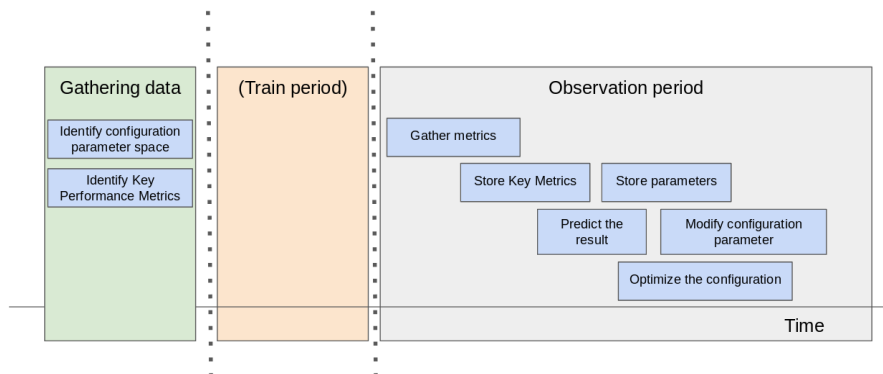 Gathering data
(Train period)
Observation period
Identify configuration
parameter space
Identify Key
Performance Metrics
Gather metrics
Store Key Metrics
Store parameters
Predict the
result
Modify configuration
parameter
Optimize the configuration
Time